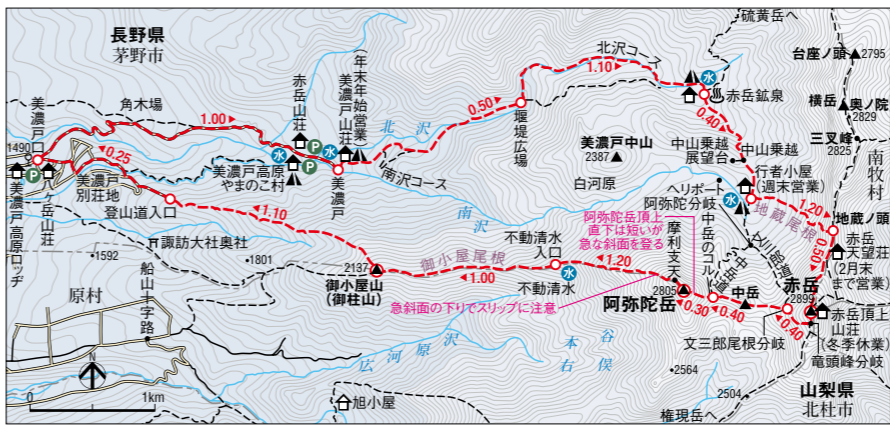 長野県
茅野市
角木場
美濃戸口
1490
1.00
0.25
赤岳山荘
美濃戸山荘
(年末年始営業)
P
水
P
水
水
P
P
美濃戸高原
やまのこ村
美濃戸
八ヶ岳山荘
美濃戸高原ロッヂ
美濃戸
別荘地
登山道入口
北沢
南沢コース
0.50
堰堤広場
北沢コース
1.10
硫黄岳へ
水
赤岳鉱泉
0.40
台座ノ頭
2795
横岳
奥ノ院
2829
三叉峰
2825
美濃戸中山
2387
中山乗越
展望台
中山乗越
行者小屋
(週末営業)
白河原
ヘリポート
阿弥陀分岐
水
地蔵尾根
1.20
地蔵ノ頭
南牧村
0.50
赤岳
天望荘
(2月末
まで営業)
南沢
1.10
諏訪大社奥社
1592
1801
原村
船山十字路
2137
御小屋山
(御柱山)
御小屋尾根
1.00
不動清水
入口
水
不動清水
1.20
阿弥陀岳頂上
直下は短いが
急な斜面を登る
摩利支天
2805
阿弥陀岳
0.30
中岳のコル
中岳道
文三郎道
0.40
中岳
赤岳
2899
0.40
赤岳頂上
山荘
(冬季休業)
竜頭峰分岐
文三郎尾根分岐
急斜面の下りでスリップに注意
広河原沢
本谷
右俣
2564
2504
権現岳へ
旭小屋
山梨県
北杜市
N
0
1km